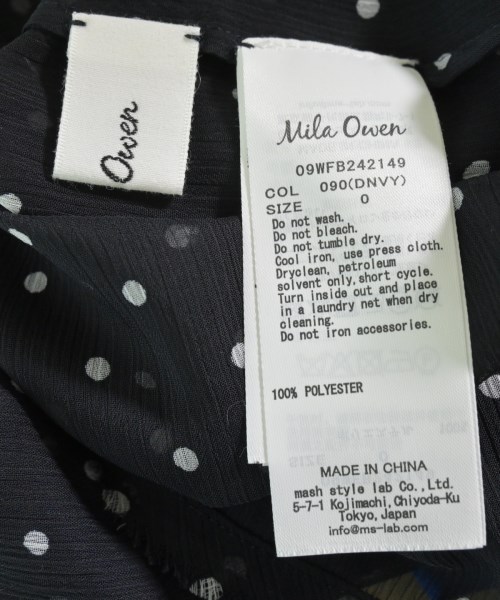 Owen
Mila Owen
09WFB242149
COL 090(DNVY)
SIZE 0
Do not wash.
Do not bleach.
Do not tumble dry.
Cool iron, use press cloth.
Dryclean, petroleum
solvent only,short cycle.
Turn inside out and place
in a laundry net when dry
cleaning.
Do not iron accessories.
100% POLYESTER
MADE IN CHINA
mash style lab Co.,Ltd.
5-7-1 Kojimachi,Chiyoda-Ku
Tokyo,Japan
info@ms-lab.com